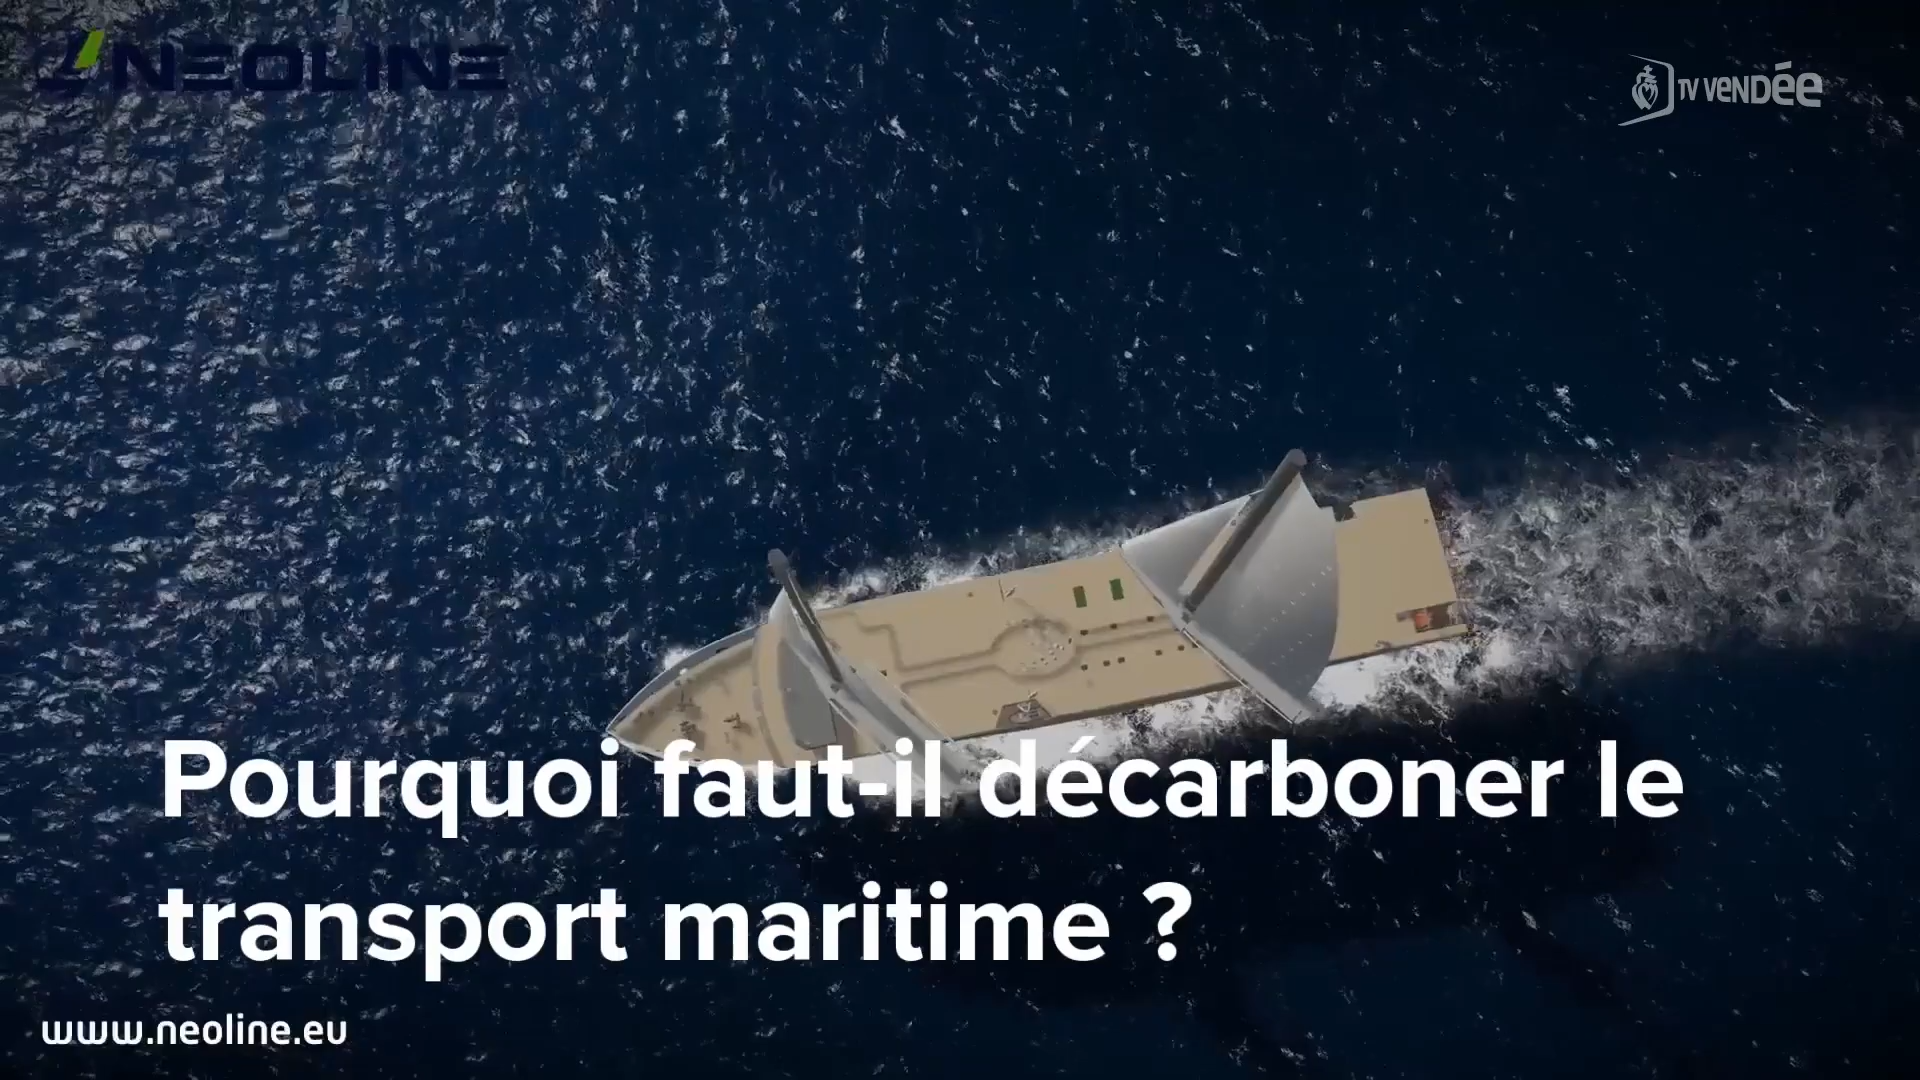 NEOLINE
TV VENDÉE
Pourquoi faut-il décarboner le
transport maritime ?
www.neoline.eu